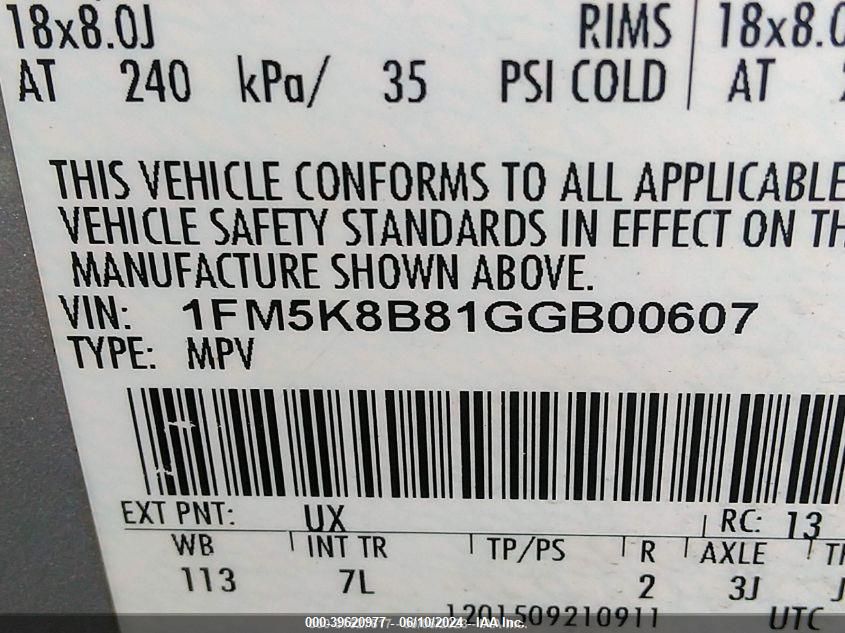 18x8.0J RIMS 18x8.0
AT 240 kPa/ 35 PSI COLD AT
THIS VEHICLE CONFORMS TO ALL APPLICABLE
VEHICLE SAFETY STANDARDS IN EFFECT ON TH
MANUFACTURE SHOWN ABOVE.
VIN: 1FM5K8B81GGB00607
TYPE: MPV
EXT PNT: UX RC: 13
WB INT TR TP/PS R AXLE
113 7L 2 3J
1201509210911 UTC
000-39620977- 06/10/2024 - IAA Inc.